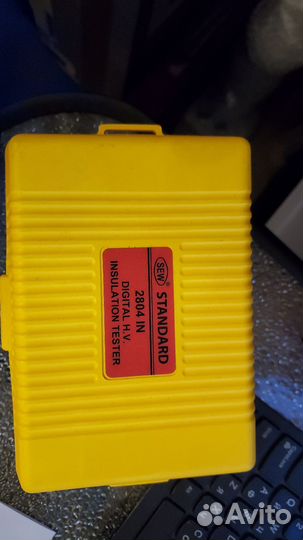 SEW
STANDARD
2804 IN
DIGITAL H.V.
INSULATION TESTER
Avito